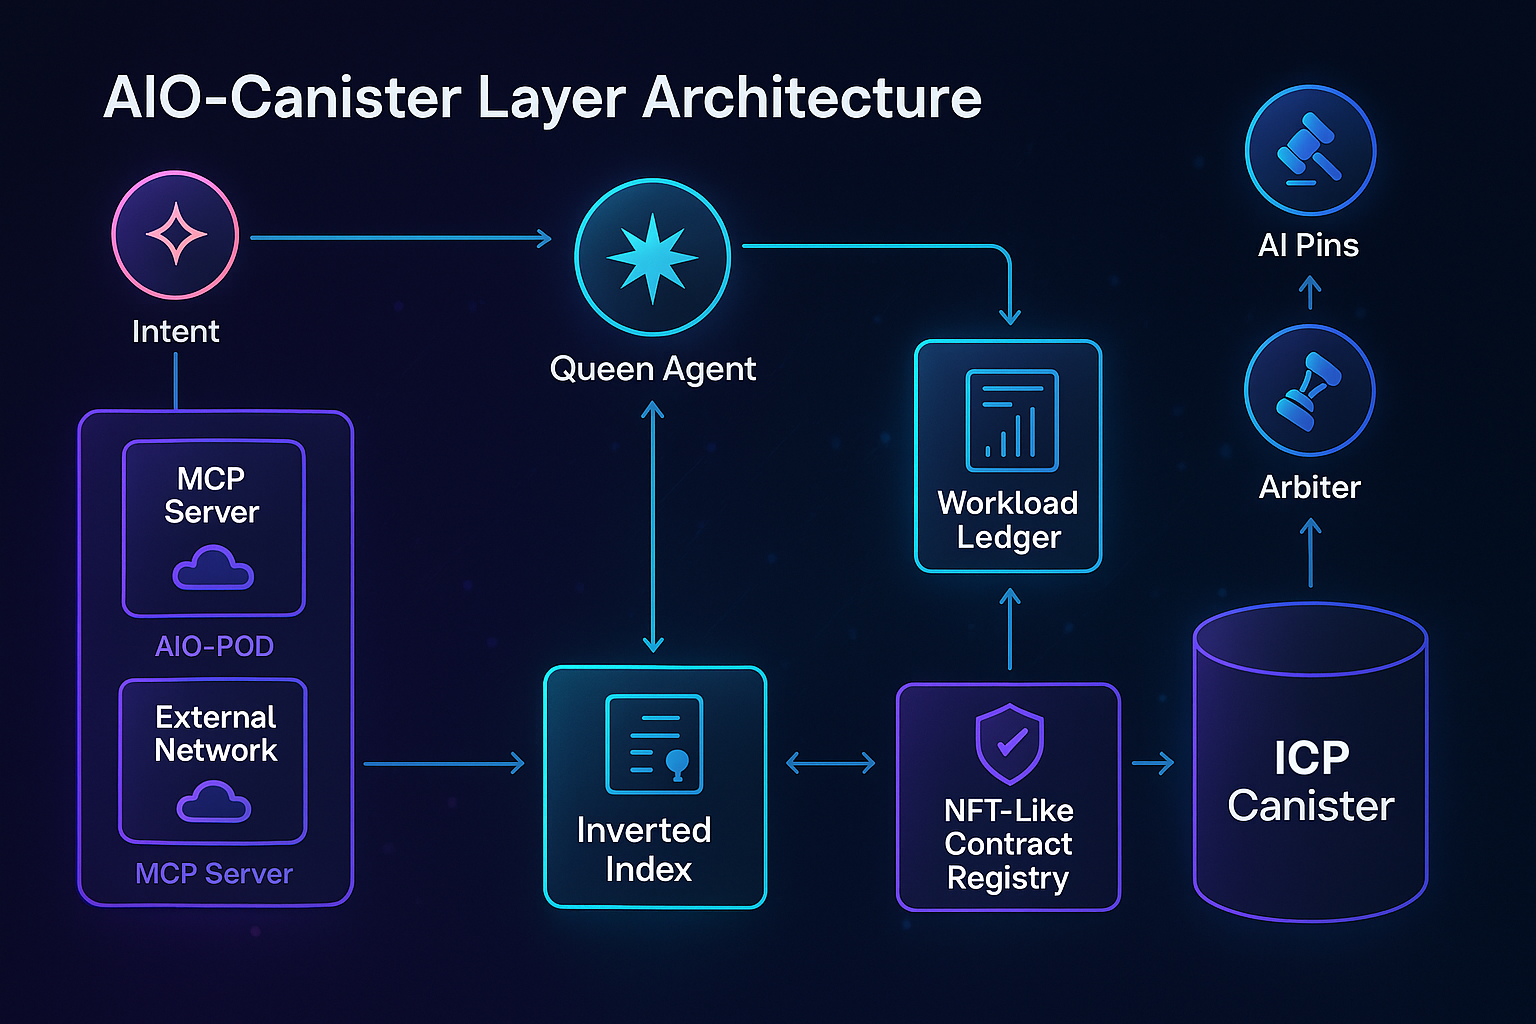 AIO-Canister Layer Architecture
Intent
Queen Agent
AI Pins
Arbiter
MCP
Server
AIO-POD
External
Network
MCP Server
Workload
Ledger
Inverted
Index
NFT-Like
Contract
Registry
ICP
Canister